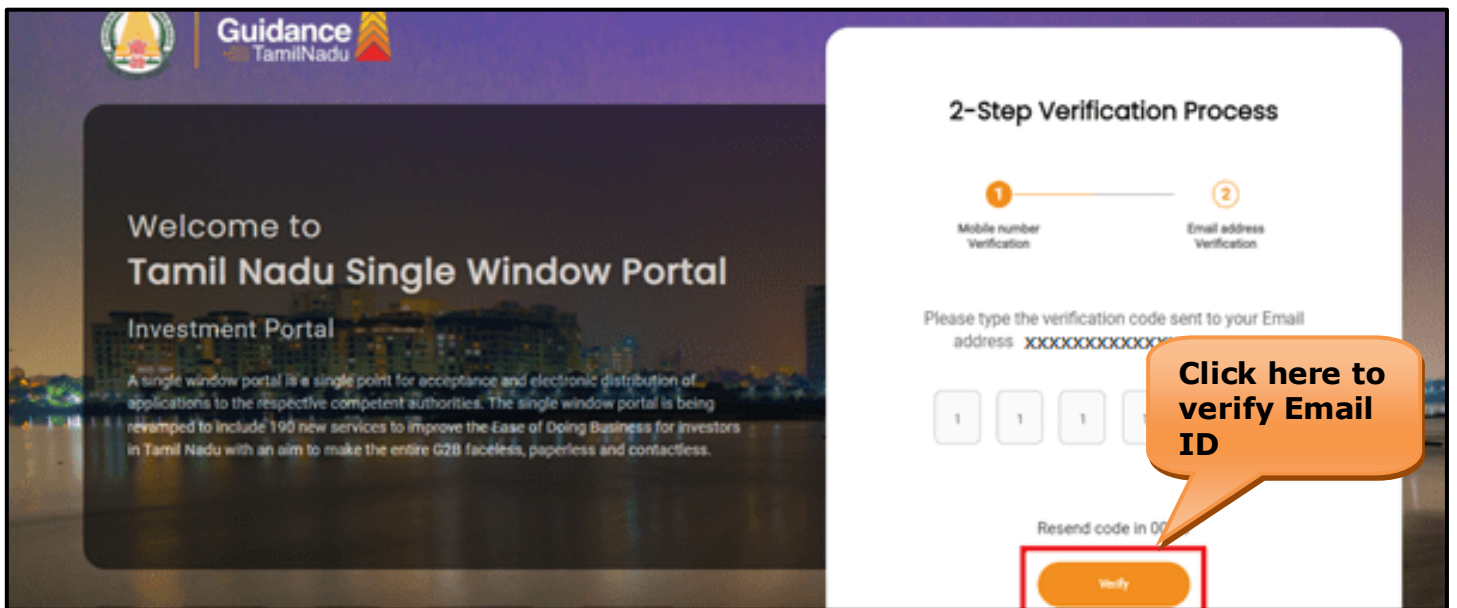 Guidance
TamilNadu
Welcome to
Tamil Nadu Single Window Portal
Investment Portal
A single window portal is a single point for acceptance and electronic distribution of
applications to the respective competent authorities. The single window portal is being
revamped to include 190 new services to improve the Ease of Doing Business for investors
in Tamil Nadu with an aim to make the entire G2B faceless, paperless and contactless.
2-Step Verification Process
1
2
Mobile number
Verification
Email address
Verification
Please type the verification code sent to your Email
address XXXXXXXXXXXXX
1 1 1 1
Click here to
verify Email
ID
Resend code in
Verify